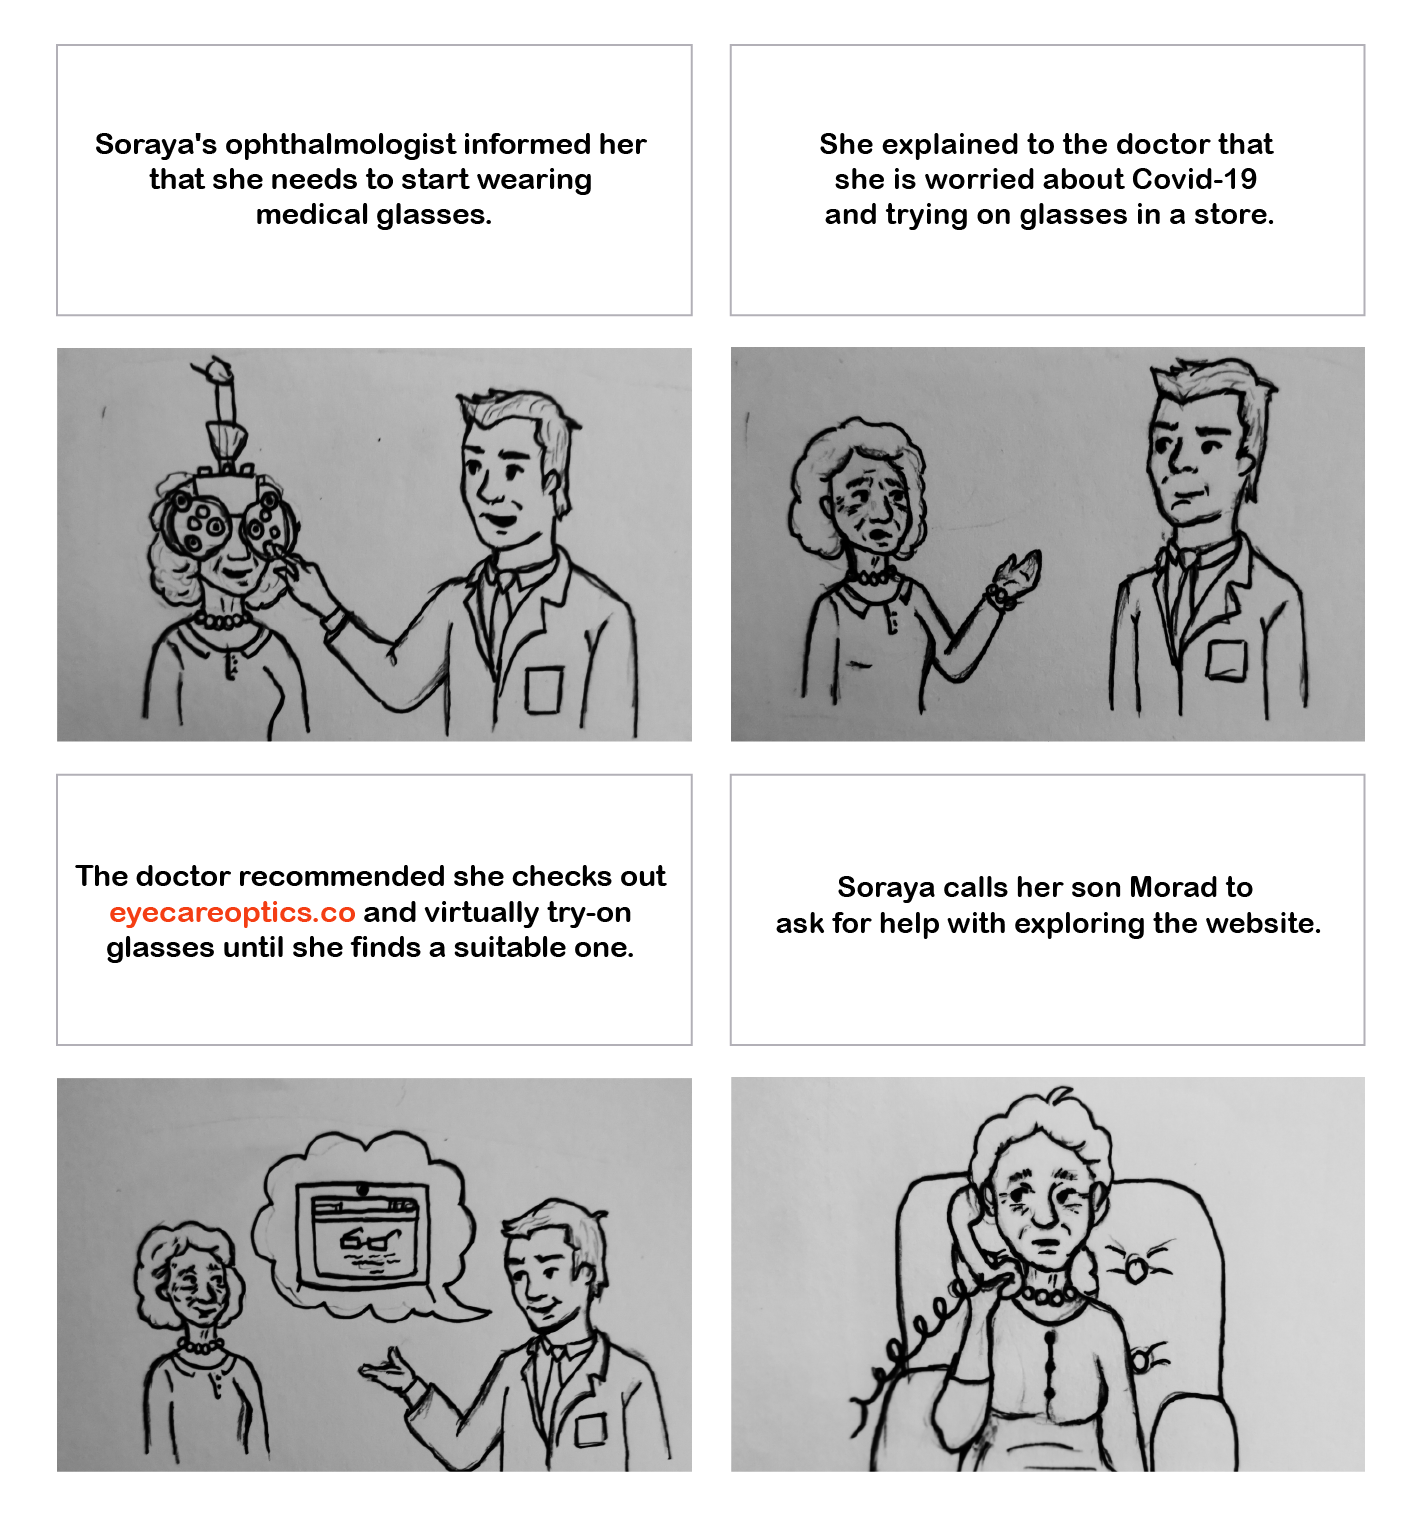 Soraya's ophthalmologist informed her
that she needs to start wearing
medical glasses.
She explained to the doctor that
she is worried about Covid-19
and trying on glasses in a store.
The doctor recommended she checks out
eyecareoptics.co and virtually try-on
glasses until she finds a suitable one.
Soraya calls her son Morad to
ask for help with exploring the website.